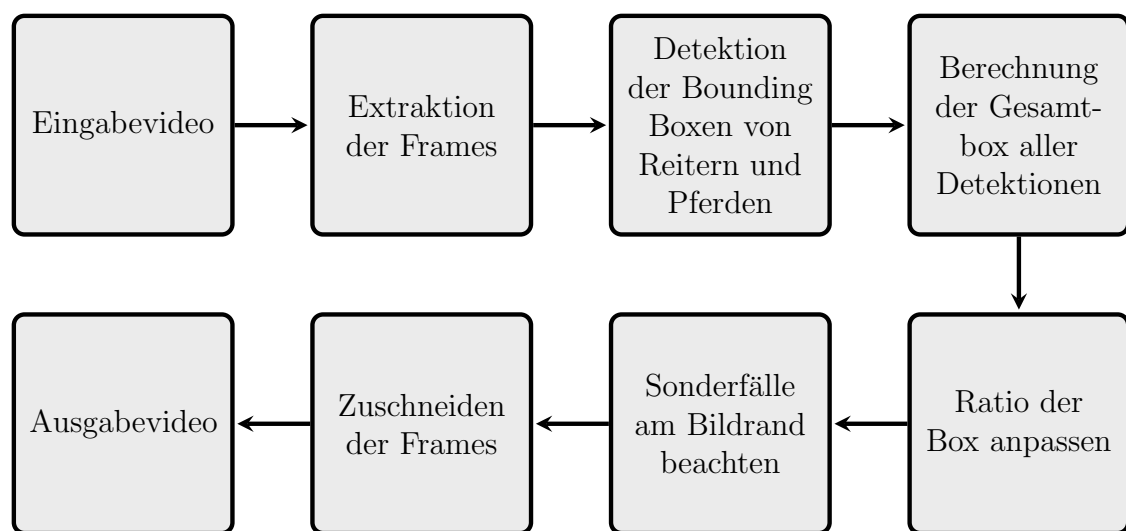 Eingabevideo
Extraktion
der Frames
Detektion
der Bounding
Boxen von
Reitern und
Pferden
Berechnung
der Gesamt-
box aller
Detektionen
Ratio der
Box anpassen
Sonderfälle
am Bildrand
beachten
Zuschneiden
der Frames
Ausgabevideo